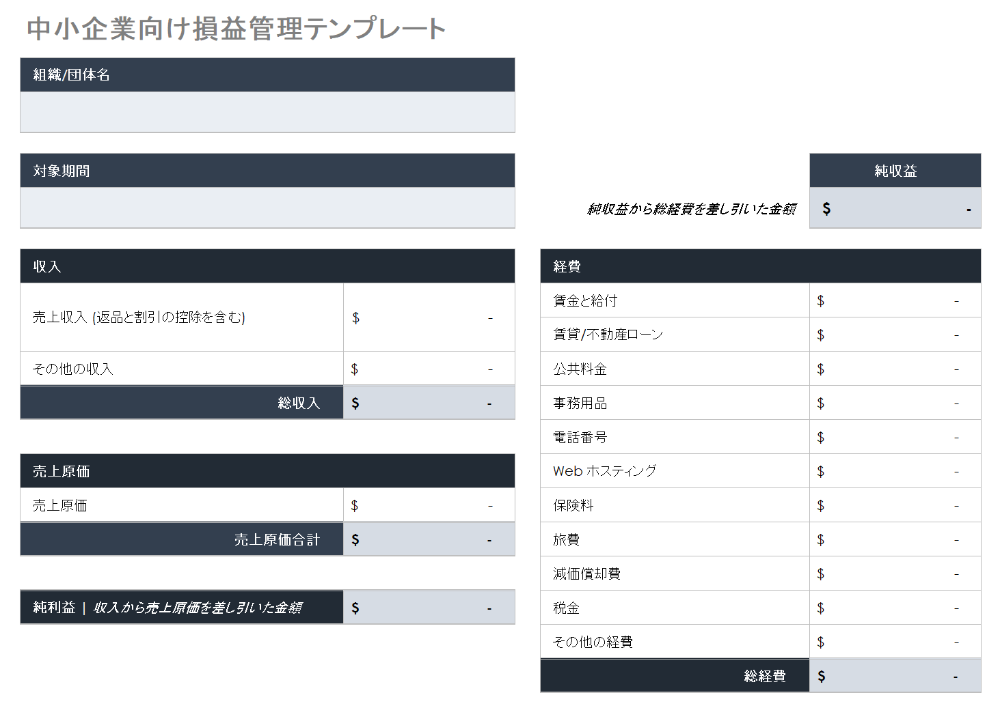 中小企業向け損益管理テンプレート
組織/団体名
対象期間
純収益
純収益から総経費を差し引いた金額 $ -
収入
売上収入 (返品と割引の控除を含む) $ -
その他の収入 $ -
総収入 $ -
売上原価
売上原価 $ -
売上原価合計 $ -
純利益 | 収入から売上原価を差し引いた金額 $ -
経費
賃金と給付 $ -
賃貸/不動産ローン $ -
公共料金 $ -
事務用品 $ -
電話番号 $ -
Web ホスティング $ -
保険料 $ -
旅費 $ -
減価償却費 $ -
税金 $ -
その他の経費 $ -
総経費 $ -